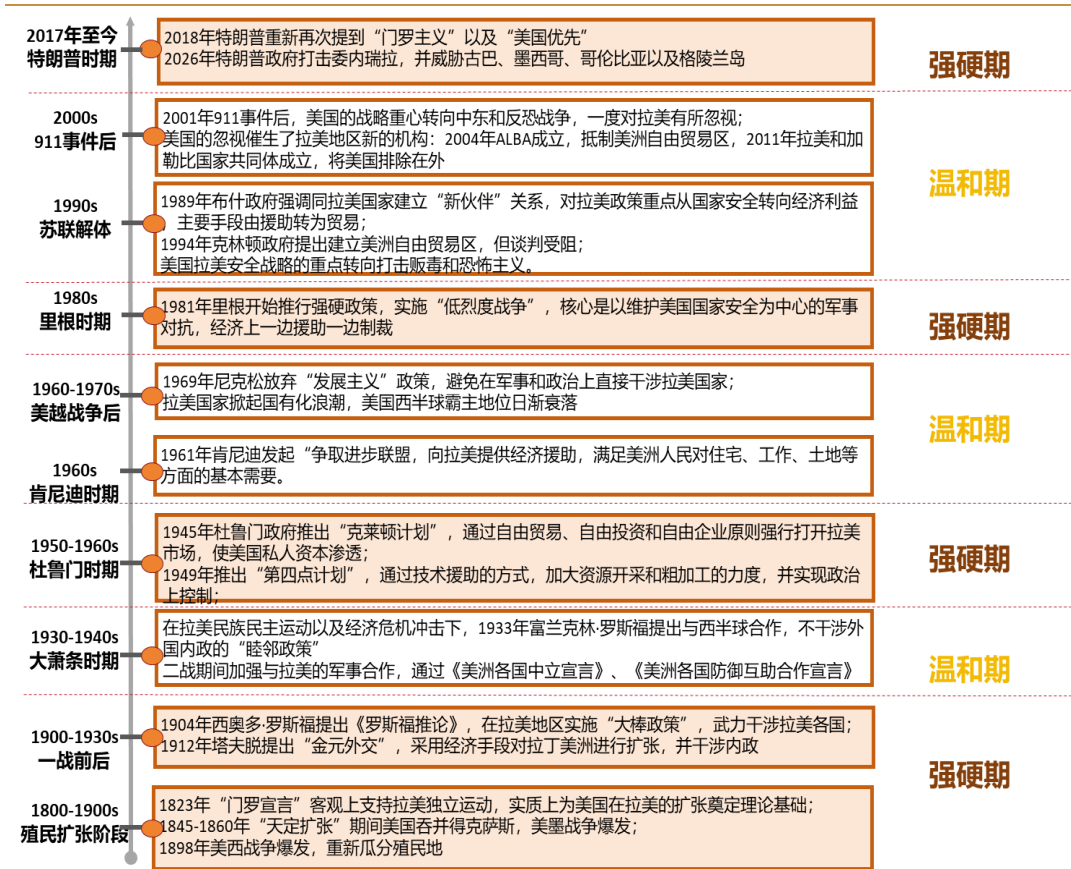 2017年至今
特朗普时期
2018年特朗普重新再次提到“门罗主义”以及“美国优先”
2026年特朗普政府打击委内瑞拉，并威胁古巴、墨西哥、哥伦比亚以及格陵兰岛
强硬期
2000s
911事件后
2001年911事件后，美国的战略重心转向中东和反恐战争，一度对拉美有所忽视；
美国的忽视催生了拉美地区新的机构：2004年ALBA成立，抵制美洲自由贸易区，2011年拉美和加
勒比国家共同体成立，将美国排除在外
温和期
1990s
苏联解体
1989年布什政府强调同拉美国家建立“新伙伴”关系，对拉美政策重点从国家安全转向经济利益
，主要手段由援助转为贸易；
1994年克林顿政府提出建立美洲自由贸易区，但谈判受阻；
美国拉美安全战略的重点转向打击贩毒和恐怖主义。
1980s
里根时期
1981年里根开始推行强硬政策，实施“低烈度战争”，核心是以维护美国国家安全为中心的军事
对抗，经济上一边援助一边制裁
强硬期
1960-1970s
美越战争后
1969年尼克松放弃“发展主义”政策，避免在军事和政治上直接干涉拉美国家；
拉美国家掀起国有化浪潮，美国西半球霸主地位日渐衰落
温和期
1960s
肯尼迪时期
1961年肯尼迪发起“争取进步联盟，向拉美提供经济援助，满足美洲人民对住宅、工作、土地等
方面的基本需要。
1950-1960s
杜鲁门时期
1945年杜鲁门政府推出“克莱顿计划”，通过自由贸易、自由投资和自由企业原则强行打开拉美
市场，使美国私人资本渗透；
1949年推出“第四点计划”，通过技术援助的方式，加大资源开采和粗加工的力度，并实现政治
上控制；
强硬期
1930-1940s
大萧条时期
在拉美民族民主运动以及经济危机冲击下，1933年富兰克林·罗斯福提出与西半球合作，不干涉外
国内政的“睦邻政策”
二战期间加强与拉美的军事合作，通过《美洲各国中立宣言》、《美洲各国防御互助合作宣言》
温和期
1900-1930s
一战前后
1904年西奥多·罗斯福提出《罗斯福推论》，在拉美地区实施“大棒政策”，武力干涉拉美各国；
1912年塔夫脱提出“金元外交”，采用经济手段对拉丁美洲进行扩张，并干涉内政
强硬期
1800-1900s
殖民扩张阶段
1823年“门罗宣言”客观上支持拉美独立运动，实质上为美国在拉美的扩张奠定理论基础；
1845-1860年“天定扩张”期间美国吞并得克萨斯，美墨战争爆发；
1898年美西战争爆发，重新瓜分殖民地